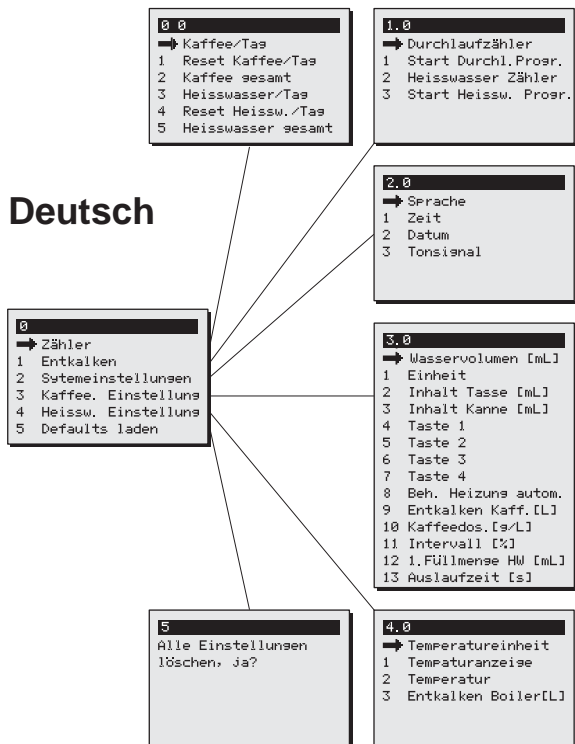 0 0
Kaffee/Tag
1 Reset Kaffee/Tag
2 Kaffee gesamt
3 Heisswasser/Tag
4 Reset Heissw./Tag
5 Heisswasser gesamt
1.0
Durchlaufzähler
1 Start Durchl.Progr.
2 Heisswasser Zähler
3 Start Heissw. Progr.
Deutsch
2.0
Sprache
1 Zeit
2 Datum
3 Tonsignal
0
Zähler
1 Entkalken
2 Sytemeinstellungen
3 Kaffee. Einstellung
4 Heissw. Einstellung
5 Defaults laden
3.0
Wasservolumen [mL]
1 Einheit
2 Inhalt Tasse [mL]
3 Inhalt Kanne [mL]
4 Taste 1
5 Taste 2
6 Taste 3
7 Taste 4
8 Beh. Heizung autom.
9 Entkalken Kaff.[L]
10 Kaffeedos.[g/L]
11 Intervall [%]
12 1.Füllmenge HW [mL]
13 Auslaufzeit [s]
5
Alle Einstellungen
löschen, ja?
4.0
Temperatureinheit
1 Tempaturanzeige
2 Temperatur
3 Entkalken Boiler[L]